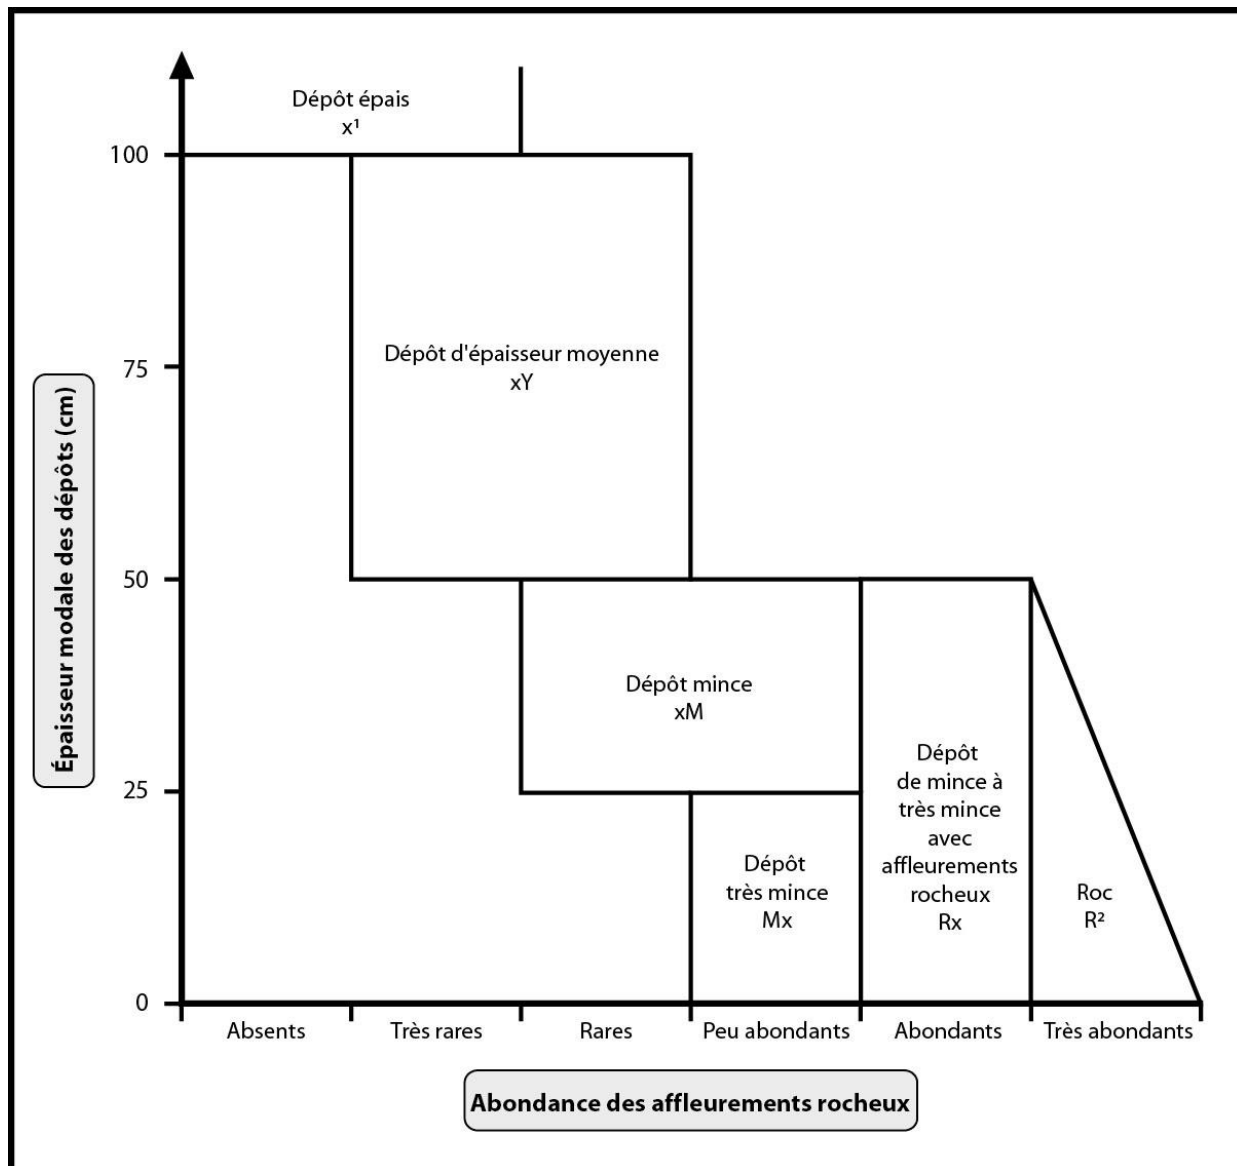 Dépôt épais
x¹
100
Dépôt d'épaisseur moyenne
xY
75
Épaisseur modale des dépôts (cm)
50
Dépôt mince
xM
25
Dépôt
de mince à
très mince
avec
affleurements
rocheux
Rx
Dépôt
très mince
Mx
Roc
R²
0
Absents
Très rares
Rares
Peu abondants
Abondants
Très abondants
Abondance des affleurements rocheux